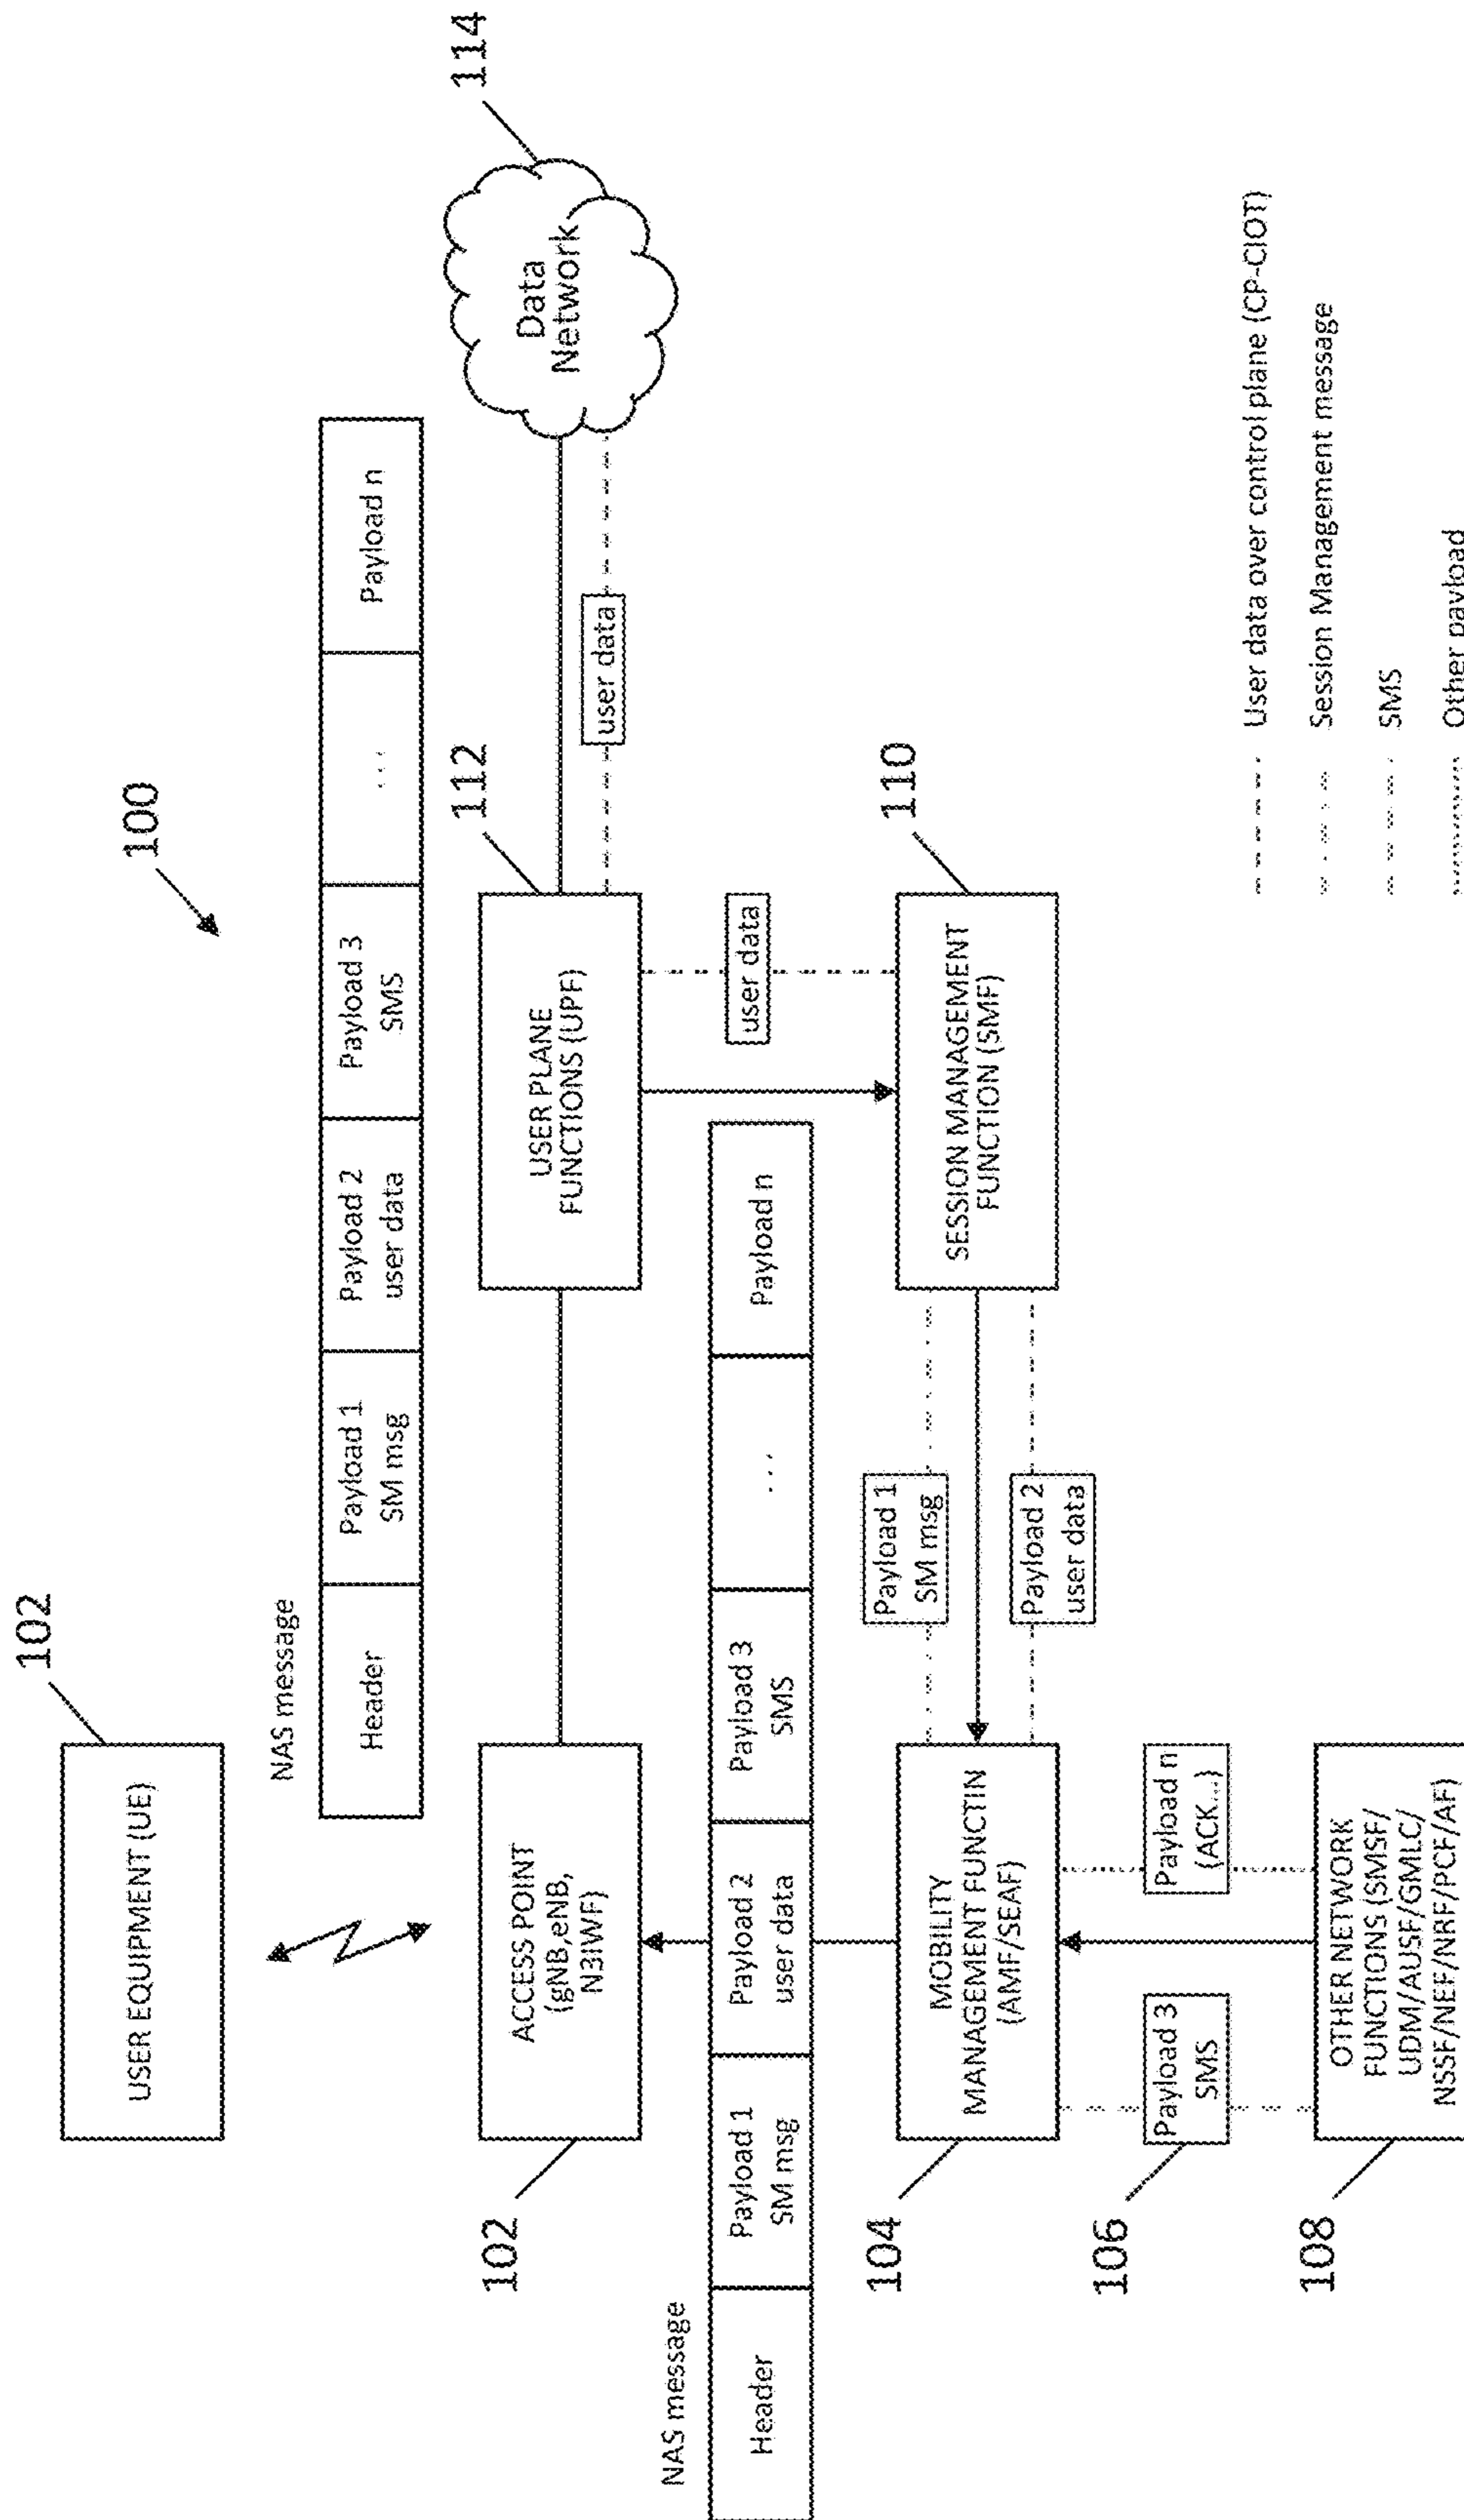 100
102
USER EQUIPMENT (UE)
NAS message
Header
Payload 1
SM msg
Payload 2
user data
Payload 3
SMS
...
Payload n
102
ACCESS POINT
(gNB,eNB,
N3IWF)
112
USER PLANE
FUNCTIONS (UPF)
user data
114
Data
Network
NAS message
Header
Payload 1
SM msg
Payload 2
user data
Payload 3
SMS
...
Payload n
user data
104
MOBILITY
MANAGEMENT FUNCTIN
(AMF/SEAF)
Payload 1
SM msg
Payload 2
user data
110
SESSION MANAGEMENT
FUNCTION (SMF)
106
Payload 3
SMS
Payload n
(ACK...)
108
OTHER NETWORK
FUNCTIONS (SMSF/
UDM/AUSF/GMLC/
NSSF/NEF/NRF/PCF/AF)
User data over control plane (CP-CIOT)
Session Management message
SMS
Other payload